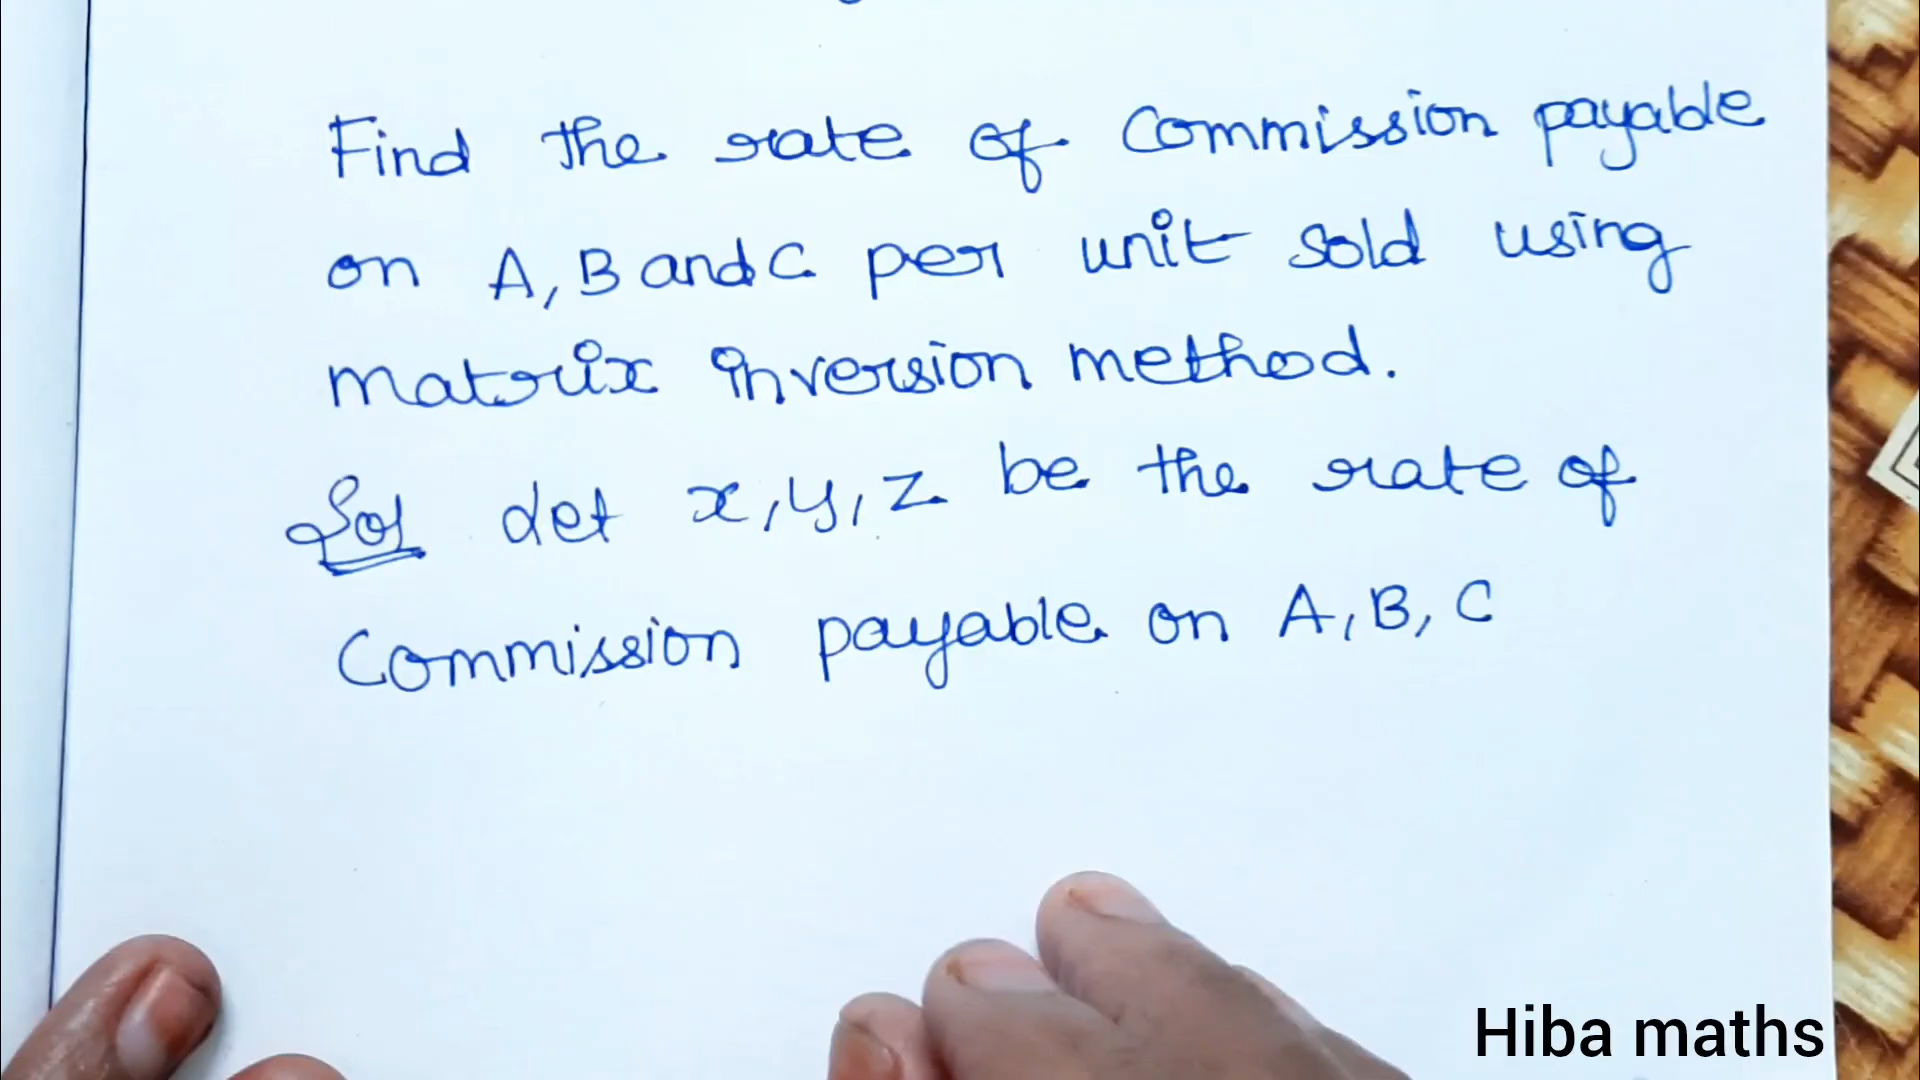 Find the rate of Commission payable
on A, B and C per unit sold using
matrix inversion method.
Sol Let x, y, z be the rate of
Commission payable on A, B, C
Hiba maths